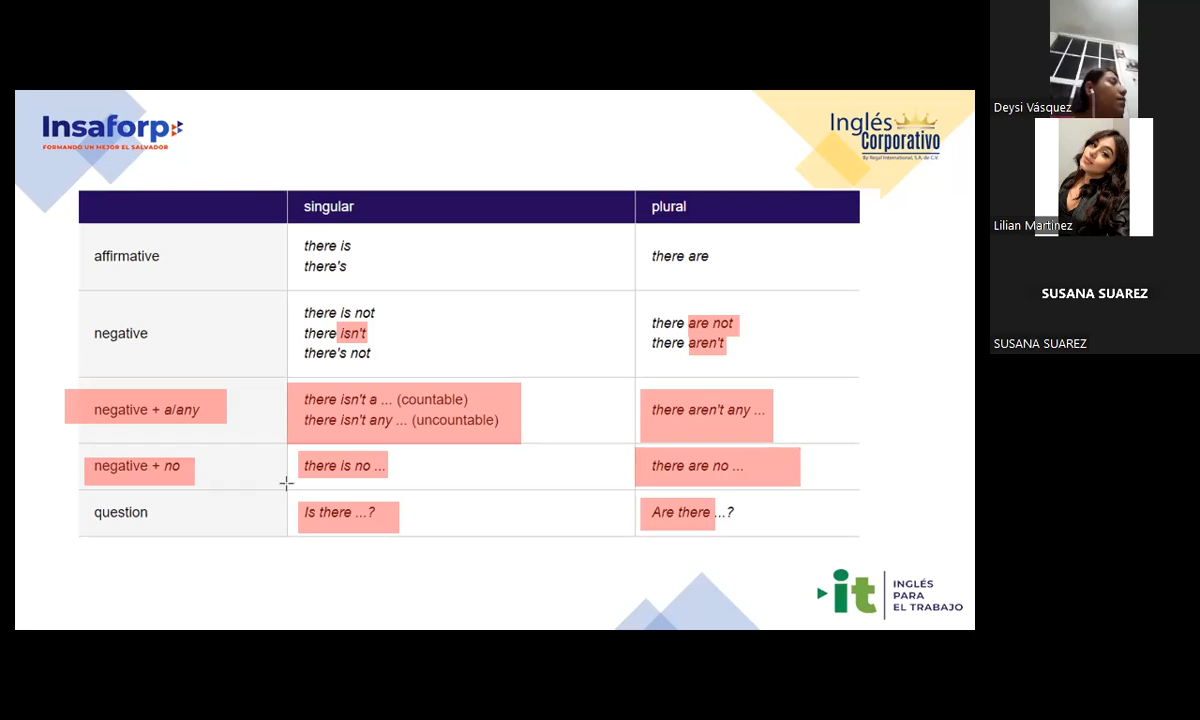 Insaforp
FORMANDO UN MEJOR EL SALVADOR
Inglés
Corporativo
By Regal International, S.A. de C.V.
singular
plural
affirmative
there is
there's
there are
negative
there is not
there isn't
there's not
there are not
there aren't
negative + a/any
there isn't a ... (countable)
there isn't any ... (uncountable)
there aren't any ...
negative + no
there is no ...
there are no ...
question
Is there ...?
Are there ...?
it
INGLÉS
PARA
EL TRABAJO
Deysi Vásquez
Lilian Martinez
SUSANA SUAREZ
SUSANA SUAREZ